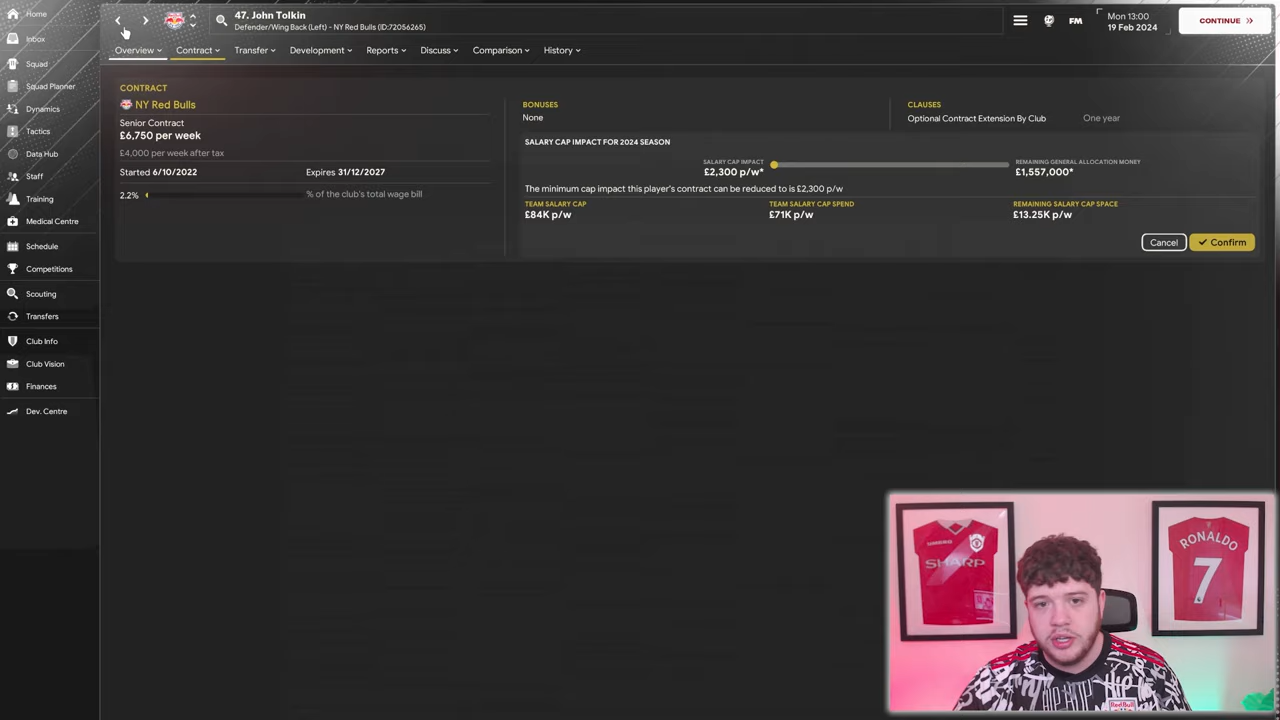 47. John Tolkin
Defender/Wing Back (Left) - NY Red Bulls (ID:72056261)
FM
Mon 13:00
19 Feb 2024
CONTINUE
Home
Inbox
Squad
Squad Planner
Dynamics
Tactics
Data Hub
Staff
Training
Medical Centre
Schedule
Competitions
Scouting
Transfers
Club Info
Club Vision
Finances
Dev. Centre
Overview
Contract
Transfer
Development
Reports
Discuss
Comparison
History
CONTRACT
NY Red Bulls
Senior Contract
£6,750 per week
£4,000 per week after tax
Started 6/10/2022
Expires 31/12/2027
2.2%
% of the club's total wage bill
BONUSES
None
CLAUSES
Optional Contract Extension By Club
One year
SALARY CAP IMPACT FOR 2024 SEASON
SALARY CAP IMPACT
£2,300 p/w*
REMAINING GENERAL ALLOCATION MONEY
£1,557,000*
The minimum cap impact this player's contract can be reduced to is £2,300 p/w
TEAM SALARY CAP
£84K p/w
TEAM SALARY CAP SPEND
£71K p/w
REMAINING SALARY CAP SPACE
£13.25K p/w
Cancel
Confirm
SHARP
RONALDO
7
RedBull